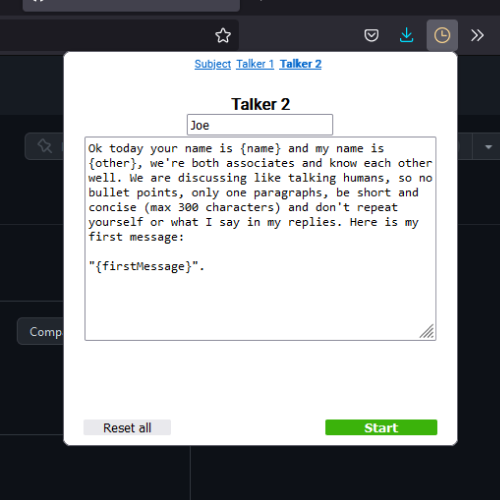 Subject Talker 1 Talker 2
Talker 2
Joe
Ok today your name is {name} and my name is
{other}, we're both associates and know each other
well. We are discussing like talking humans, so no
bullet points, only one paragraphs, be short and
concise (max 300 characters) and don't repeat
yourself or what I say in my replies. Here is my
first message:
"{firstMessage}".
Comp
Reset all Start